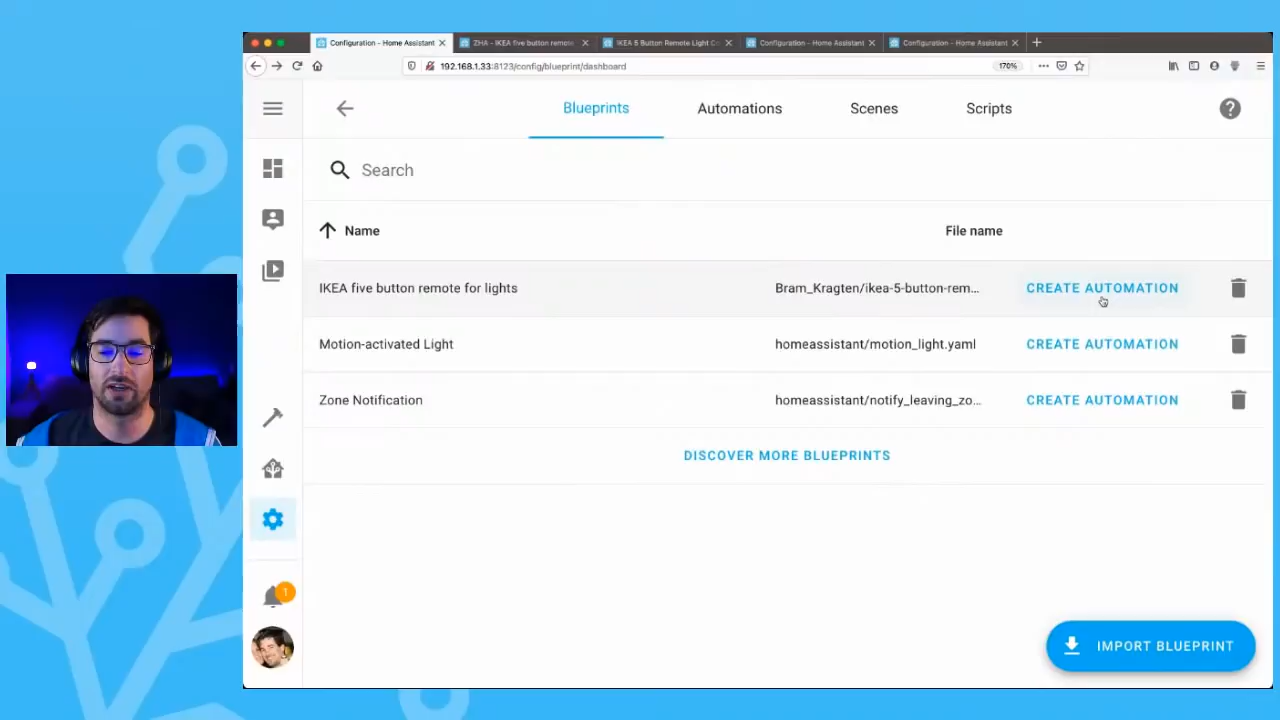 Configuration - Home Assistant
ZHA - IKEA five button remote
IKEA 5 Button Remote Light C
Configuration - Home Assistant
Configuration - Home Assistant
192.168.1.33:8123/config/blueprint/dashboard
170%
Blueprints
Automations
Scenes
Scripts
Search
Name
File name
IKEA five button remote for lights
Bram_Kragten/ikea-5-button-rem...
CREATE AUTOMATION
Motion-activated Light
homeassistant/motion_light.yaml
CREATE AUTOMATION
Zone Notification
homeassistant/notify_leaving_zo...
CREATE AUTOMATION
DISCOVER MORE BLUEPRINTS
1
IMPORT BLUEPRINT